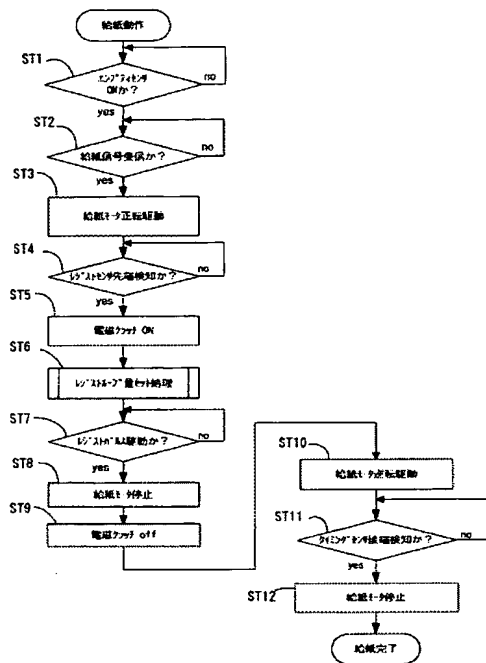 給紙動作
ST1
エンプティセンサ
ONか？
no
yes
ST2
給紙信号受信か？
no
yes
ST3
給紙モータ正転駆動
ST4
レジストセンサ先端検知か？
no
yes
ST5
電磁クラッチ ON
ST6
レジストループ量セット処理
ST7
レジストパルス駆動か？
no
yes
ST8
給紙モータ停止
ST9
電磁クラッチ off
ST10
給紙モータ逆転駆動
ST11
タイミングセンサ後端検知か？
no
yes
ST12
給紙モータ停止
給紙完了